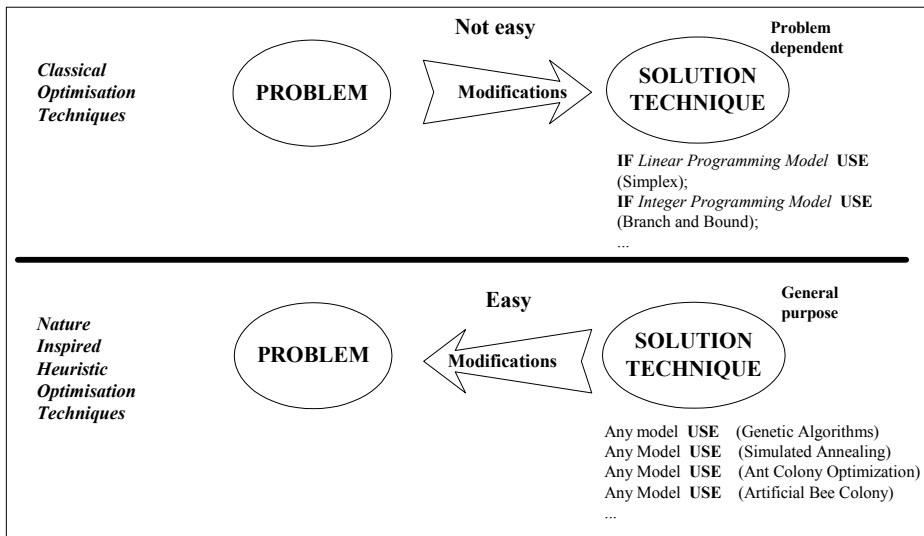 Classical
Optimisation
Techniques
PROBLEM
Not easy
Modifications
Problem
dependent
SOLUTION
TECHNIQUE
IF Linear Programming Model USE
(Simplex);
IF Integer Programming Model USE
(Branch and Bound);
...
Nature
Inspired
Heuristic
Optimisation
Techniques
PROBLEM
Easy
Modifications
General
purpose
SOLUTION
TECHNIQUE
Any model USE (Genetic Algorithms)
Any Model USE (Simulated Annealing)
Any Model USE (Ant Colony Optimization)
Any Model USE (Artificial Bee Colony)
...